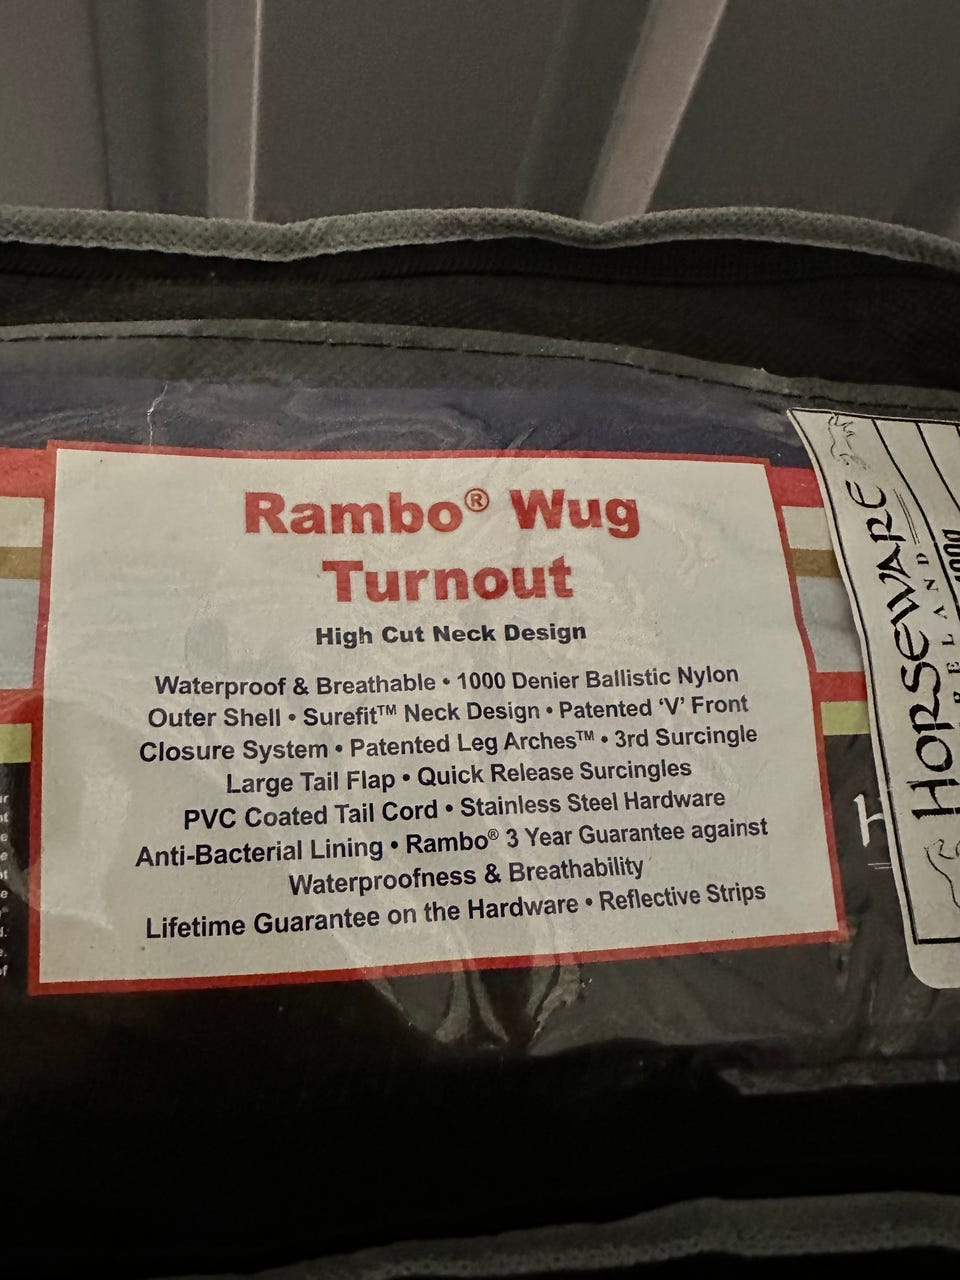 Rambo® Wug
Turnout
High Cut Neck Design
Waterproof & Breathable • 1000 Denier Ballistic Nylon
Outer Shell • Surefit™ Neck Design • Patented ‘V’ Front
Closure System • Patented Leg Arches™ • 3rd Surcingle
Large Tail Flap • Quick Release Surcingles
PVC Coated Tail Cord • Stainless Steel Hardware
Anti-Bacterial Lining • Rambo® 3 Year Guarantee against
Waterproofness & Breathability
Lifetime Guarantee on the Hardware • Reflective Strips
HORSEWARE